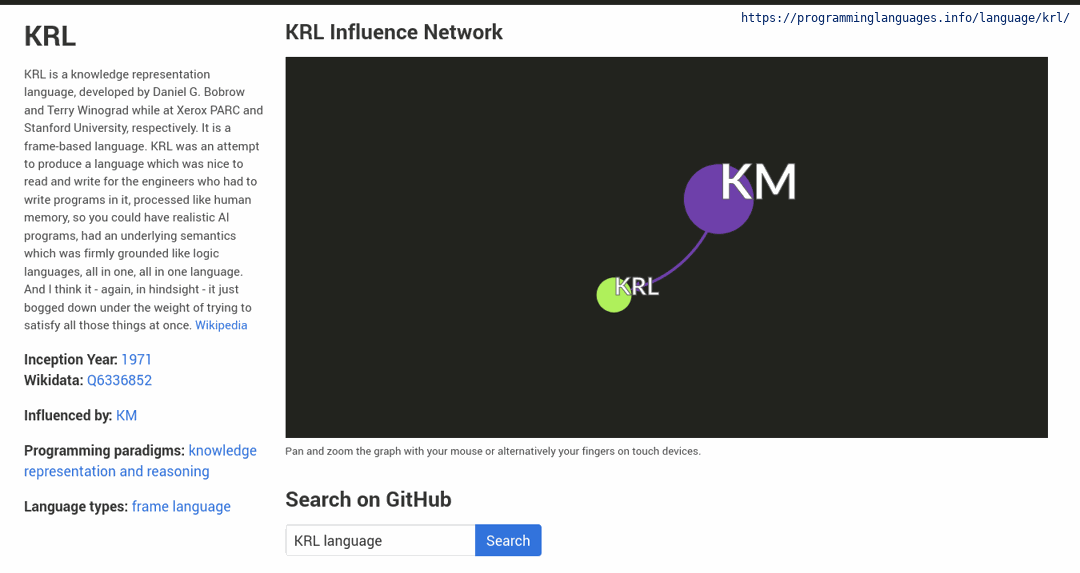 https://programminglanguages.info/language/krl/
KRL
KRL is a knowledge representation
language, developed by Daniel G. Bobrow
and Terry Winograd while at Xerox PARC and
Stanford University, respectively. It is a
frame-based language. KRL was an attempt
to produce a language which was nice to
read and write for the engineers who had to
write programs in it, processed like human
memory, so you could have realistic AI
programs, had an underlying semantics
which was firmly grounded like logic
languages, all in one, all in one language.
And I think it - again, in hindsight - it just
bogged down under the weight of trying to
satisfy all those things at once. Wikipedia
Inception Year: 1971
Wikidata: Q6336852
Influenced by: KM
Programming paradigms: knowledge
representation and reasoning
Language types: frame language
KRL Influence Network
KM
KRL
Pan and zoom the graph with your mouse or alternatively your fingers on touch devices.
Search on GitHub
KRL language
Search